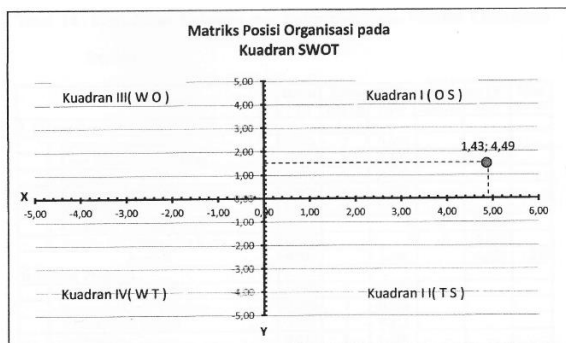 Matriks Posisi Organisasi pada
Kuadran SWOT
5,00
Kuadran III( W O )
Kuadran I ( O S )
4,00
3,00
1,43; 4,49
2,00
1,00
X
-5,00 -4,00 -3,00 -2,00 -1,00 0,00 1,00 2,00 3,00 4,00 5,00 6,00
-1,00
-2,00
-3,00
Kuadran IV( W T )
-4,00
Kuadran I I( T S )
-5,00
Y